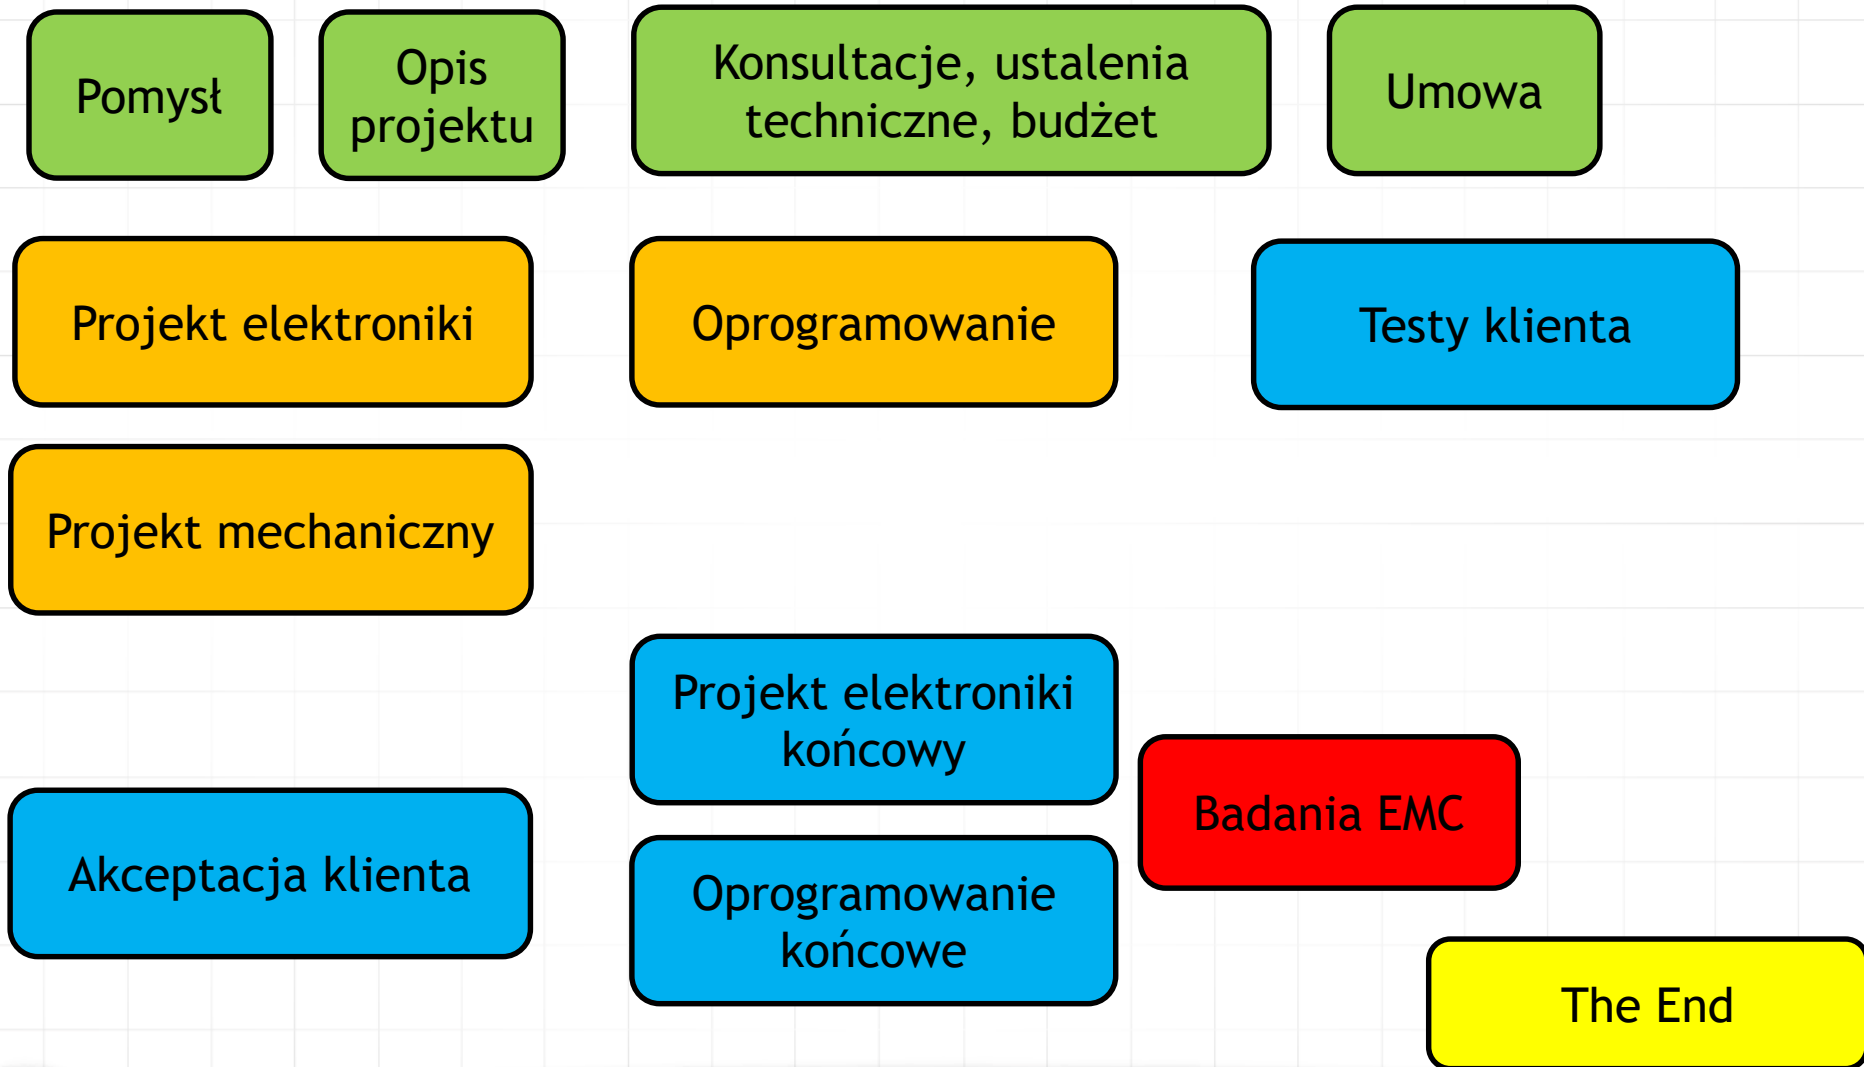 Pomysł
Opis
projektu
Konsultacje, ustalenia
techniczne, budżet
Umowa
Projekt elektroniki
Oprogramowanie
Testy klienta
Projekt mechaniczny
Projekt elektroniki
końcowy
Badania EMC
Akceptacja klienta
Oprogramowanie
końcowe
The End